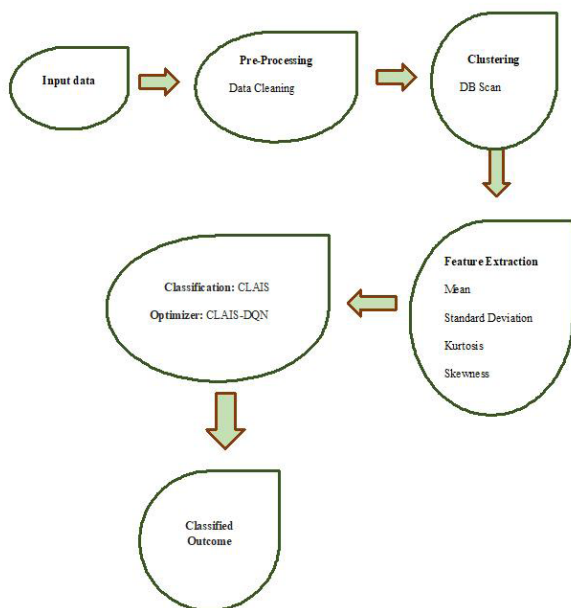 Input data
Pre-Processing
Data Cleaning
Clustering
DB Scan
Feature Extraction
Mean
Standard Deviation
Kurtosis
Skewness
Classification: CLAIS
Optimizer: CLAIS-DQN
Classified
Outcome